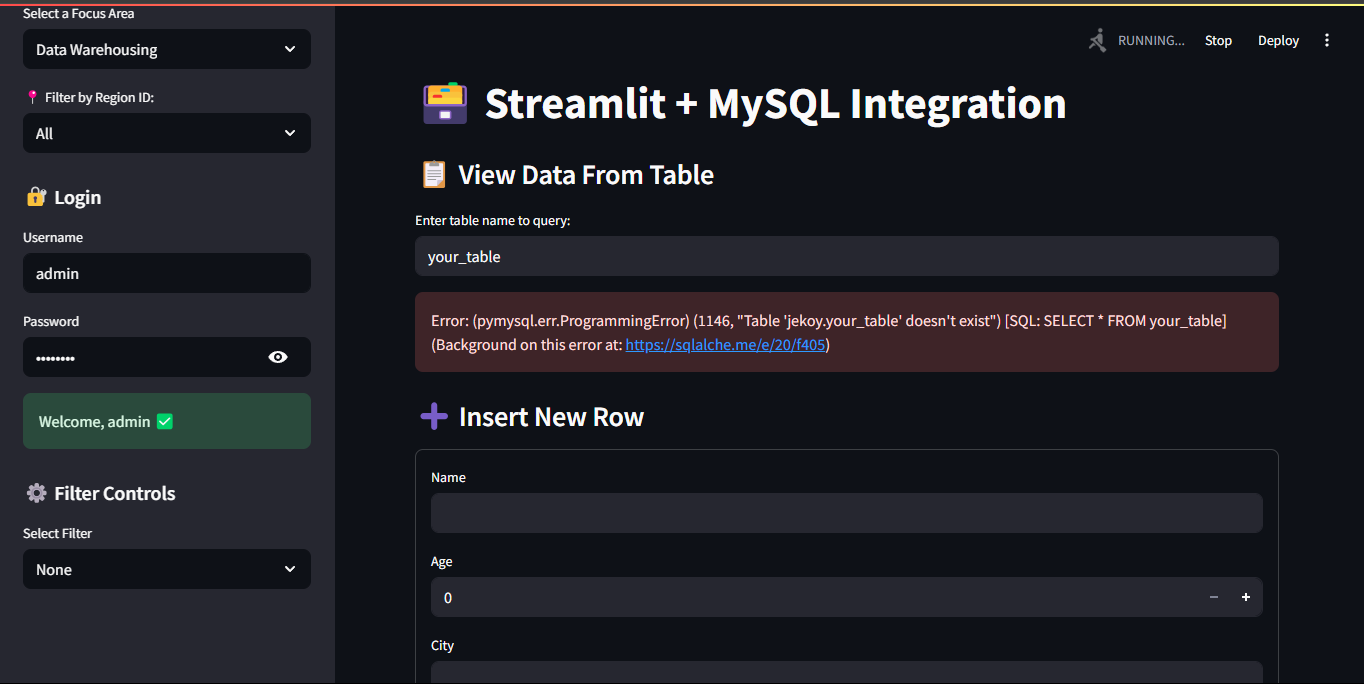 Select a Focus Area
Data Warehousing
Filter by Region ID:
All
Login
Username
admin
Password
••••••••
Welcome, admin
Filter Controls
Select Filter
None
RUNNING...
Stop
Deploy
Streamlit + MySQL Integration
View Data From Table
Enter table name to query:
your_table
Error: (pymysql.err.ProgrammingError) (1146, "Table 'jekoy.your_table' doesn't exist") [SQL: SELECT * FROM your_table]
(Background on this error at: https://sqlalche.me/e/20/f405)
Insert New Row
Name
Age
0
City